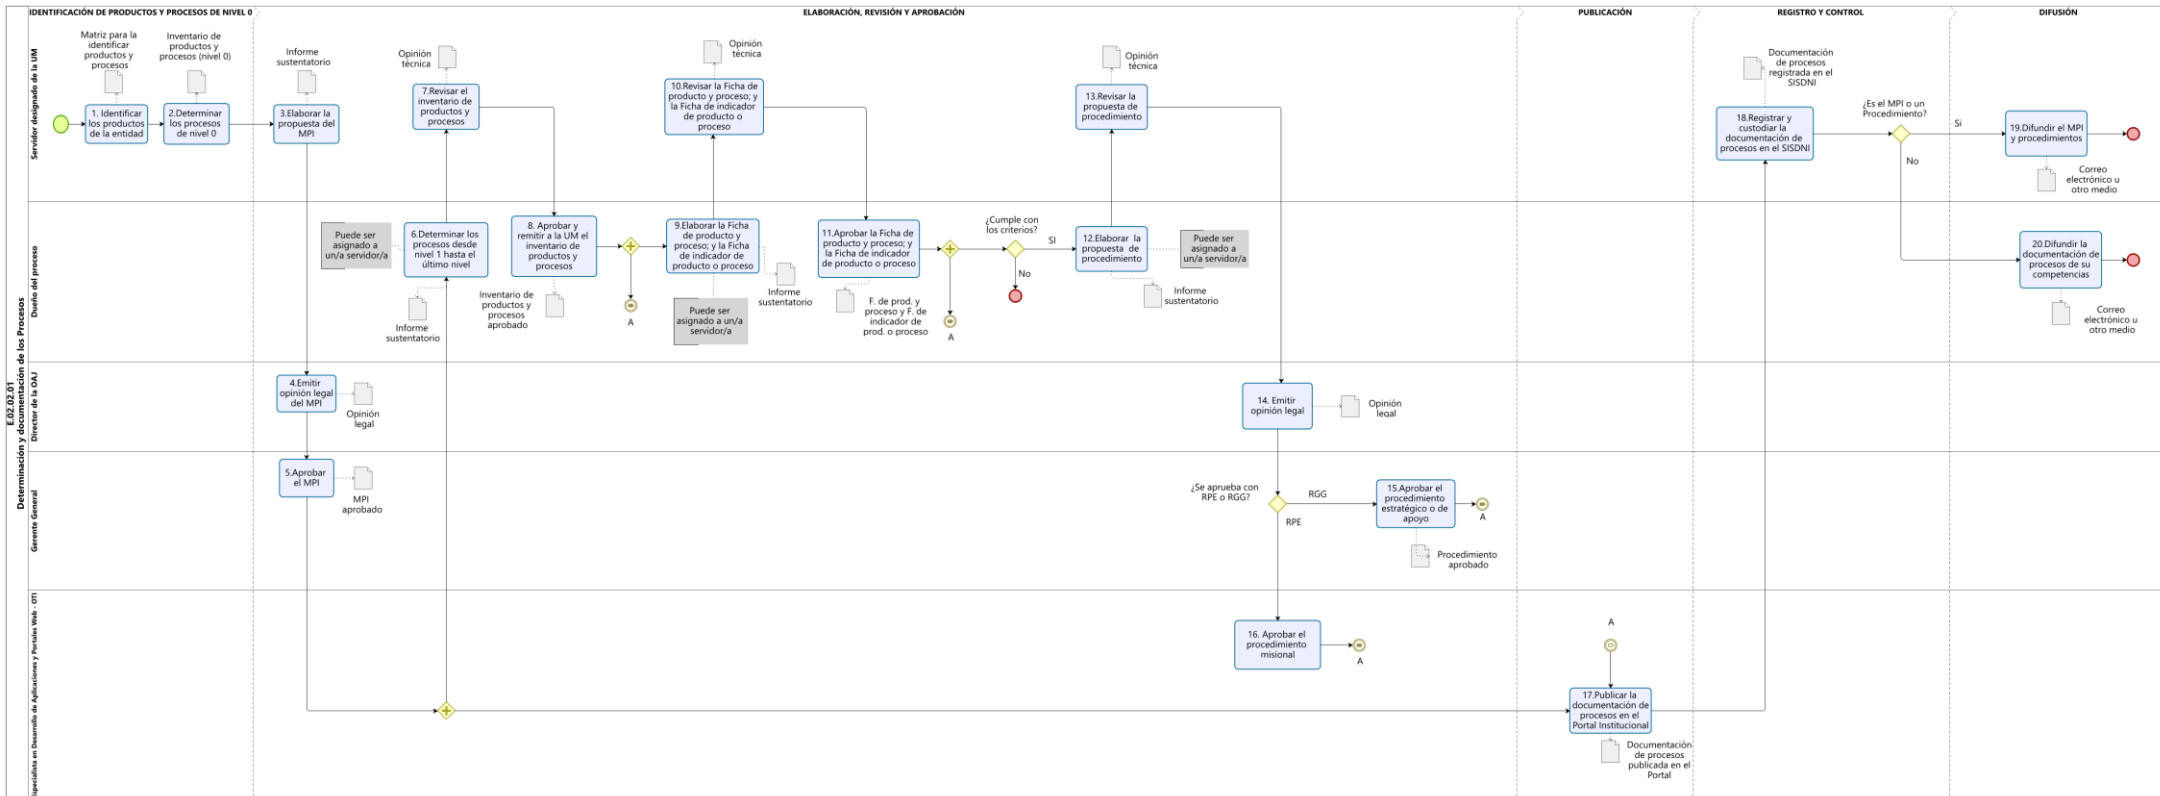 E.02.02.01
Determinación y documentación de los Proceso
IDENTIFICACIÓN DE PRODUCTOS Y PROCESOS DE NIVEL 0
ELABORACIÓN, REVISIÓN Y APROBACIÓN
PUBLICACIÓN
REGISTRO Y CONTROL
DIFUSIÓN
Servidor designado de la UM
Matriz para la
identificar
productos y
procesos
Inventario de
productos y
procesos (nivel 0)
Informe
sustentatorio
1. Identificar
los productos
de la entidad
2.Determinar
los procesos
de nivel 0
3.Elaborar la
propuesta del
MPI
Opinión
técnica
7.Revisar el
inventario de
productos y
procesos
Opinión
técnica
10.Revisar la Ficha de
producto y proceso; y
la Ficha de indicador
de producto o
proceso
Opinión
técnica
13.Revisar la
propuesta de
procedimiento
Documentación
de procesos
registrada en el
SISDNI
18.Registrar y
custodiar la
documentación de
procesos en el SISDNI
¿Es el MPI o un
Procedimiento?
Si
No
19.Difundir el MPI
y procedimientos
Correo
electrónico u
otro medio
Dueño del proceso
Puede ser
asignado a
un/a servidor/a
6.Determinar los
procesos desde
nivel 1 hasta el
último nivel
Informe
sustentatorio
8. Aprobar y
remitir a la UM el
inventario de
productos y
procesos
Inventario de
productos y
procesos
aprobado
A
9.Elaborar la Ficha
de producto y
proceso; y la Ficha
de indicador de
producto o proceso
Informe
sustentatorio
Puede ser
asignado a un/a
servidor/a
11.Aprobar la Ficha de
producto y proceso; y
la Ficha de indicador
de producto o proceso
F. de prod. y
proceso y F. de
indicador de
prod. o proceso
A
¿Cumple con
los criterios?
SI
No
12.Elaborar la
propuesta de
procedimiento
Puede ser
asignado a
un/a servidor/a
Informe
sustentatorio
20.Difundir la
documentación de
procesos de su
competencias
Correo
electrónico u
otro medio
Director de la OAJ
4.Emitir
opinión legal
del MPI
Opinión
legal
14. Emitir
opinión legal
Opinión
legal
Gerente General
5.Aprobar
el MPI
MPI
aprobado
¿Se aprueba con
RPE o RGG?
RGG
RPE
15.Aprobar el
procedimiento
estratégico o de
apoyo
A
Procedimiento
aprobado
specialista en Desarrollo de Aplicaciones y Portales Web - OTI
16. Aprobar el
procedimiento
misional
A
A
17.Publicar la
documentación de
procesos en el
Portal Institucional
Documentación
de procesos
publicada en el
Portal